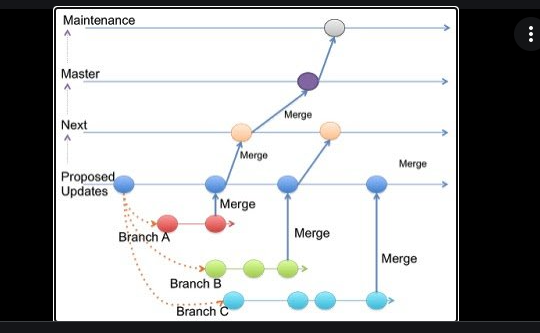 Maintenance
Master
Merge
Next
Merge
Merge
Proposed
Updates
Merge
Branch A
Merge
Merge
Branch B
Branch C